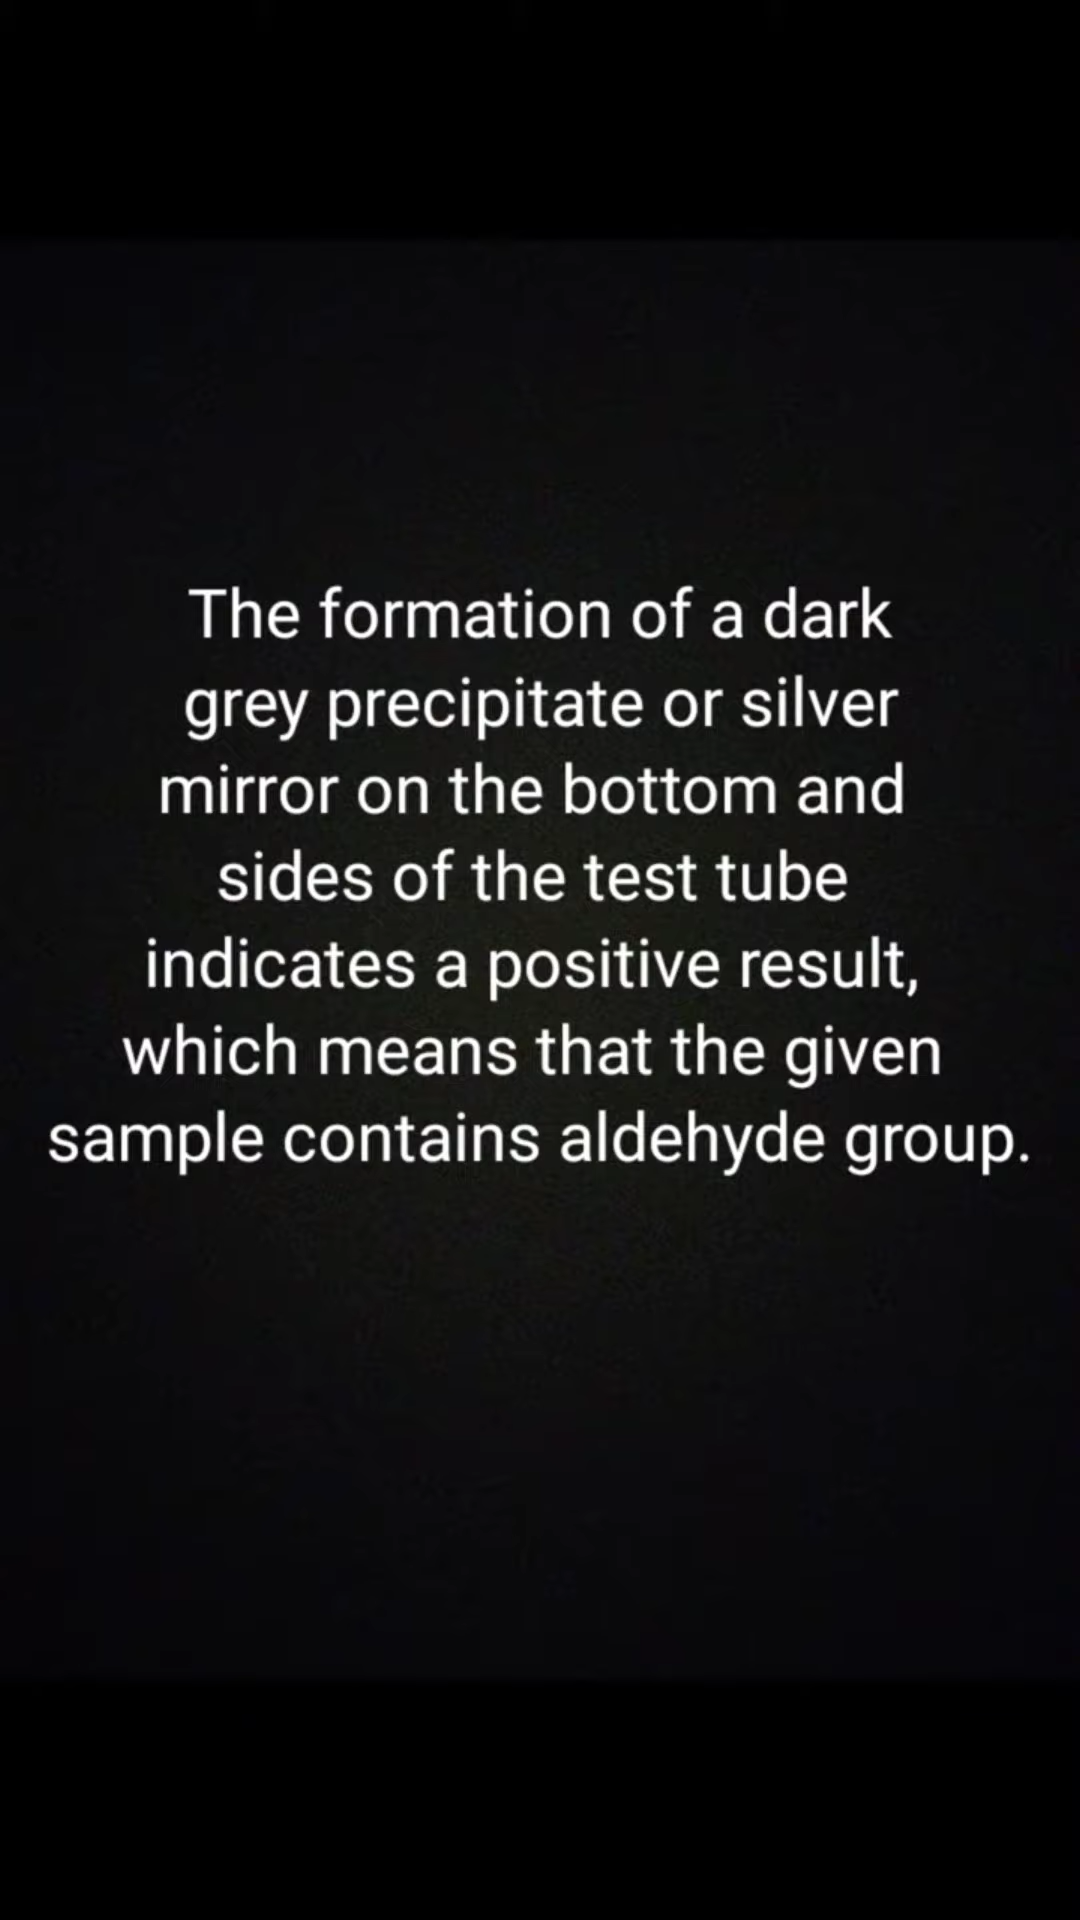 The formation of a dark
grey precipitate or silver
mirror on the bottom and
sides of the test tube
indicates a positive result,
which means that the given
sample contains aldehyde group.